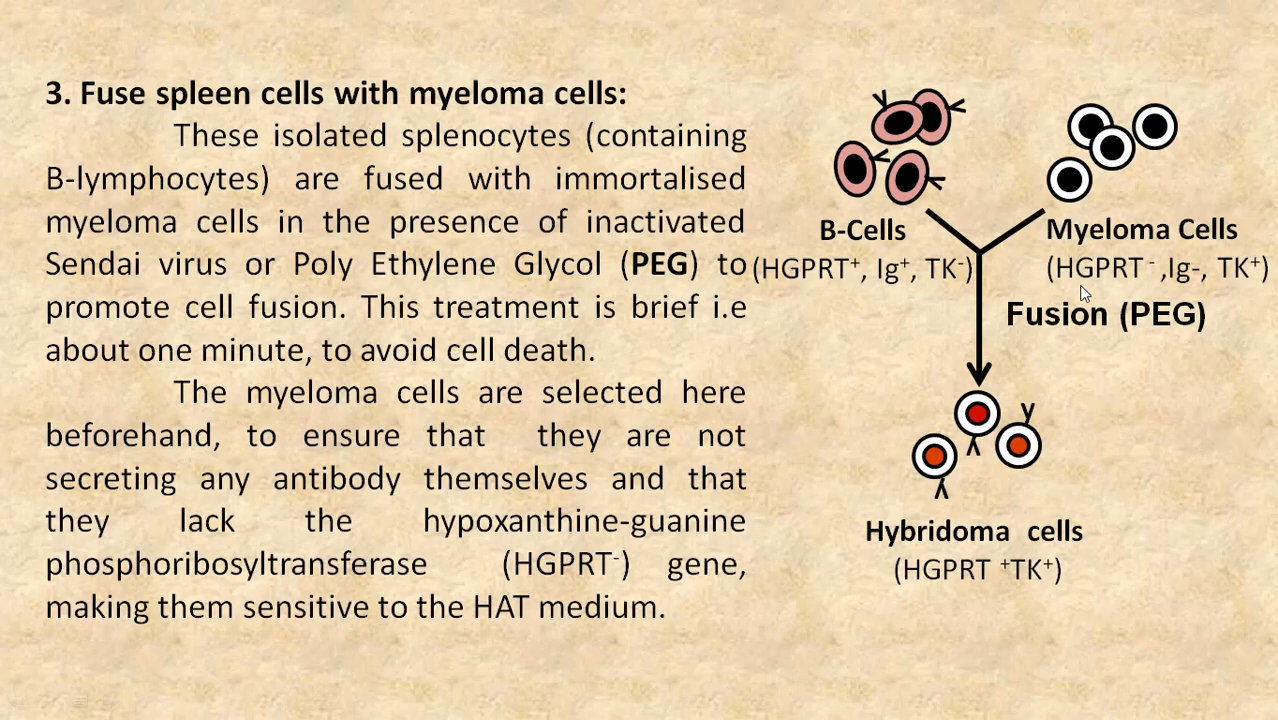 3. Fuse spleen cells with myeloma cells:
These isolated splenocytes (containing
B-lymphocytes) are fused with immortalised
myeloma cells in the presence of inactivated
Sendai virus or Poly Ethylene Glycol (PEG) to
promote cell fusion. This treatment is brief i.e
about one minute, to avoid cell death.
The myeloma cells are selected here
beforehand, to ensure that they are not
secreting any antibody themselves and that
they lack the hypoxanthine-guanine
phosphoribosyltransferase (HGPRT⁻) gene,
making them sensitive to the HAT medium.
B-Cells
(HGPRT⁺, Ig⁺, TK⁻)
Myeloma Cells
(HGPRT ⁻ ,Ig-, TK⁺)
Fusion (PEG)
Hybridoma cells
(HGPRT ⁺TK⁺)